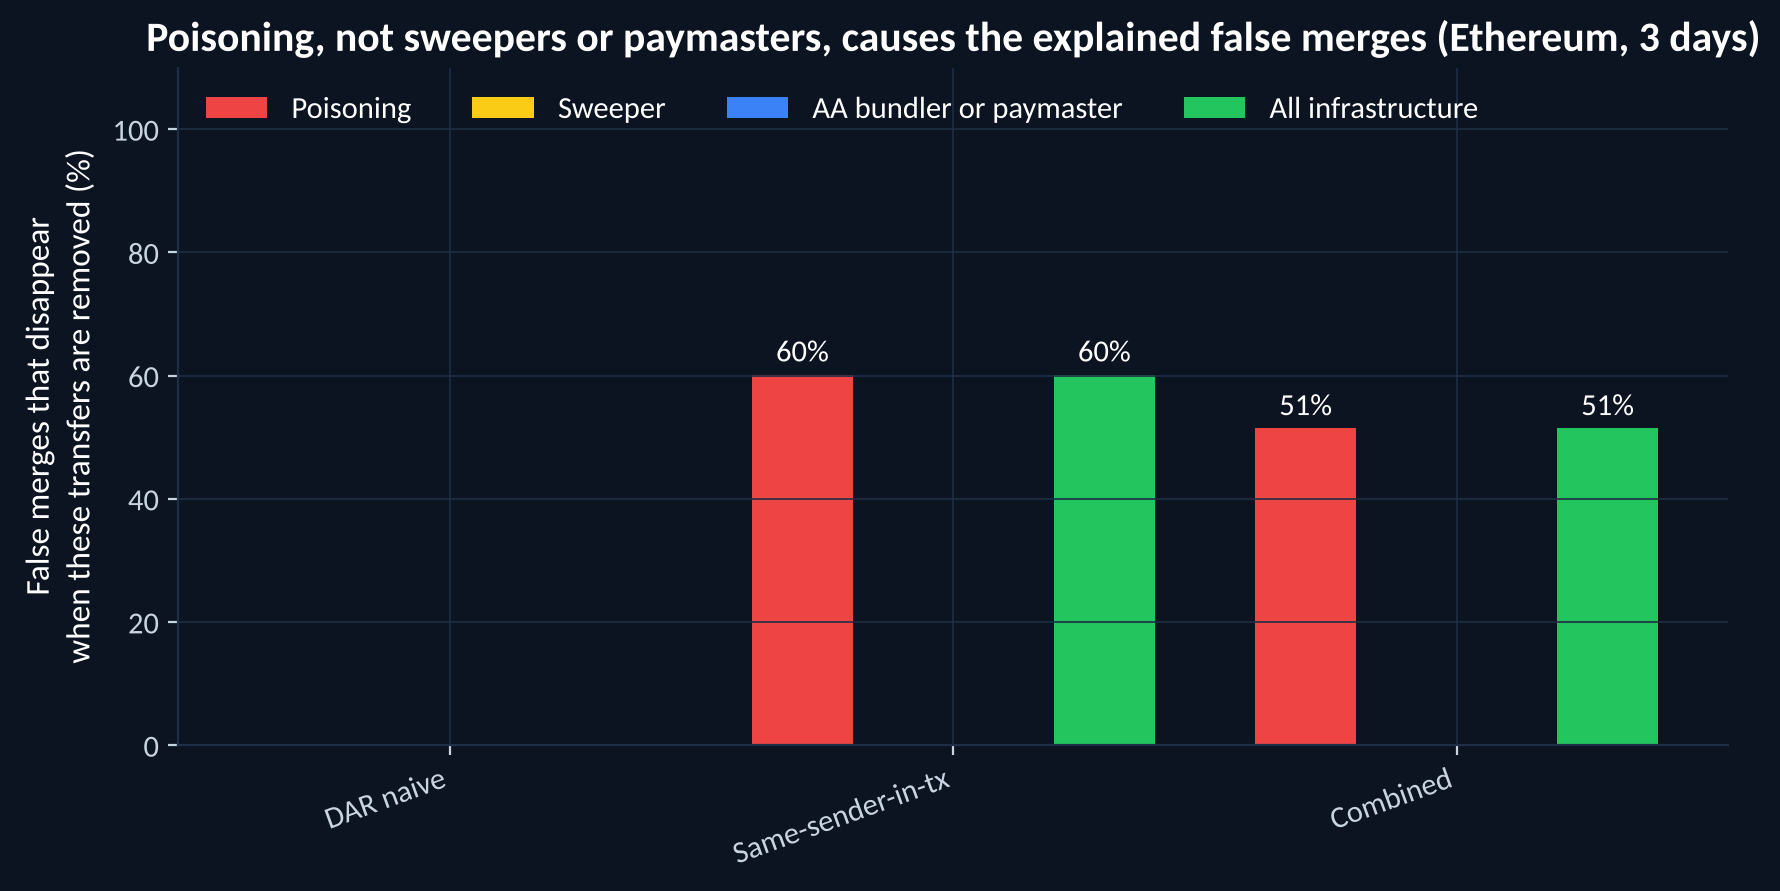 Poisoning, not sweepers or paymasters, causes the explained false merges (Ethereum, 3 days)
Poisoning
Sweeper
AA bundler or paymaster
All infrastructure
False merges that disappear
when these transfers are removed (%)
100
80
60
40
20
0
60%
60%
51%
51%
DAR naive
Same-sender-in-tx
Combined